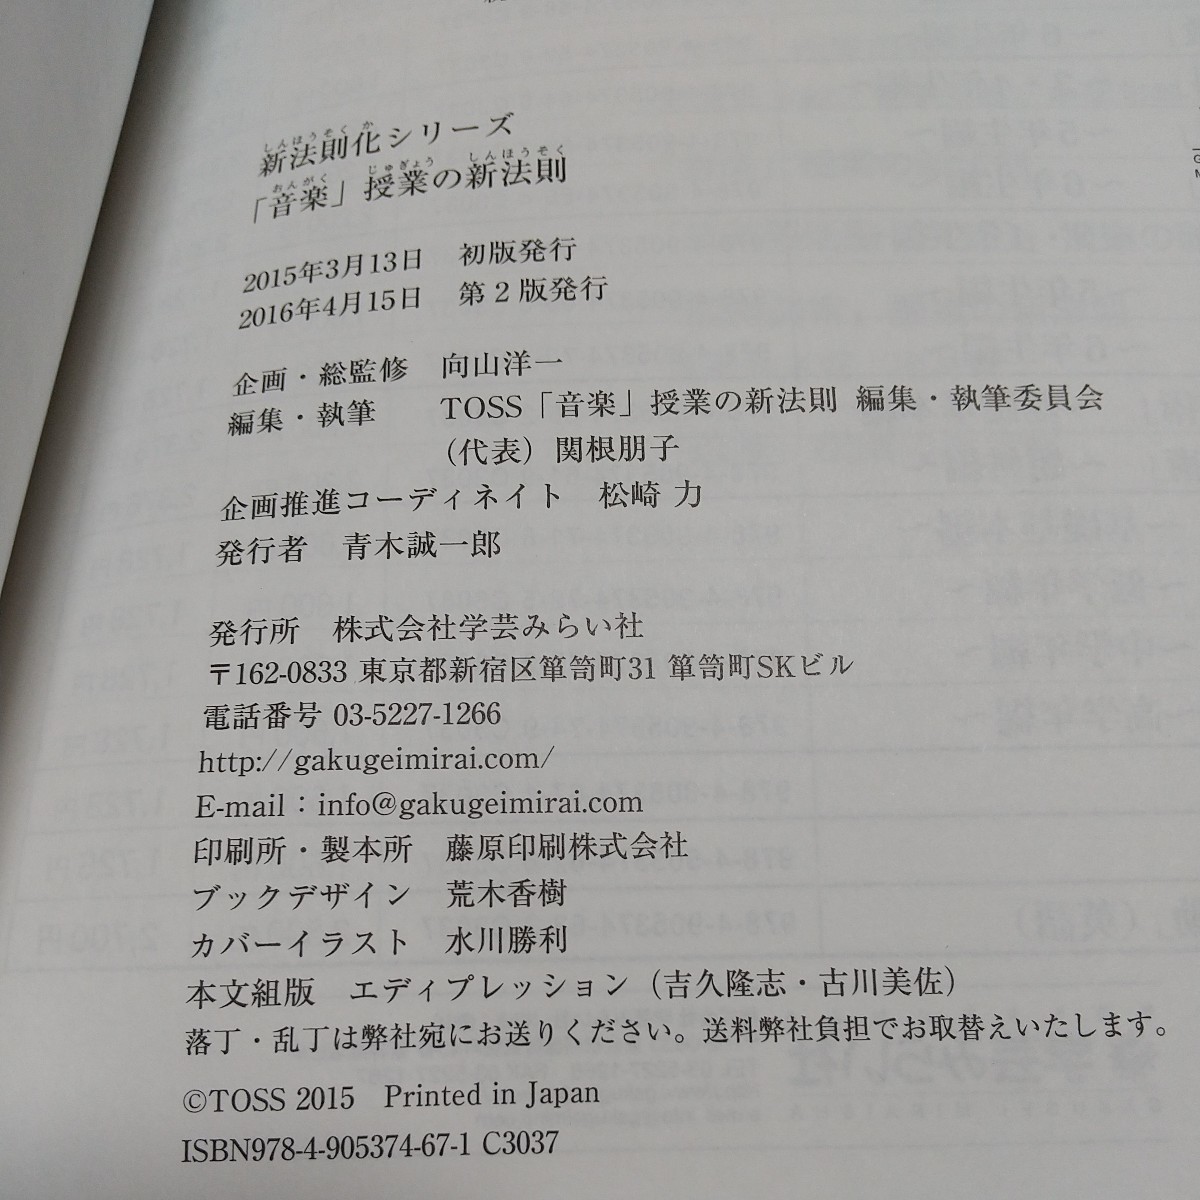 新法則化シリーズ
「音楽」授業の新法則
2015年3月13日　初版発行
2016年4月15日　第2版発行
企画・総監修　向山洋一
編集・執筆　TOSS「音楽」授業の新法則 編集・執筆委員会
（代表）関根朋子
企画推進コーディネイト　松崎 力
発行者　青木誠一郎
発行所　株式会社学芸みらい社
〒162-0833 東京都新宿区箪笥町31 箪笥町SKビル
電話番号 03-5227-1266
http://gakugeimirai.com/
E-mail：info@gakugeimirai.com
印刷所・製本所　藤原印刷株式会社
ブックデザイン　荒木香樹
カバーイラスト　水川勝利
本文組版　エディプレッション（吉久隆志・古川美佐）
落丁・乱丁は弊社宛にお送りください。送料弊社負担でお取替えいたします。
©TOSS 2015　Printed in Japan
ISBN978-4-905374-67-1 C3037